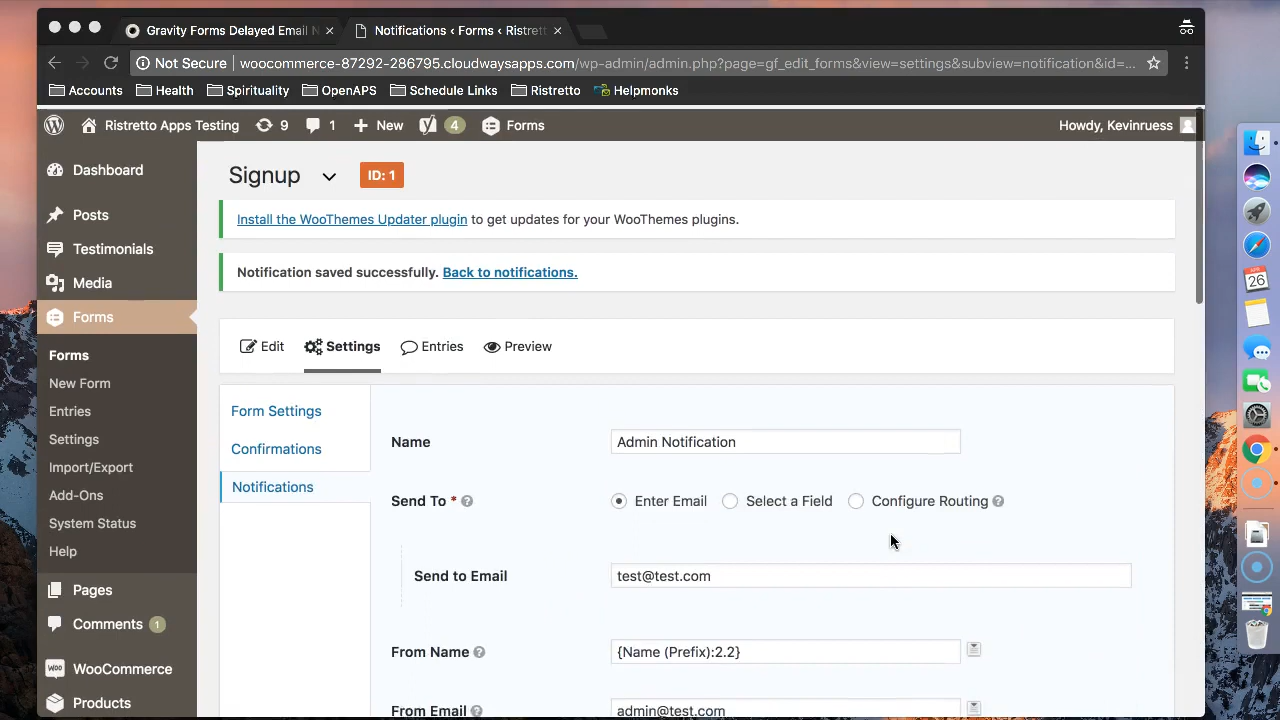 Gravity Forms Delayed Email N
Notifications ‹ Forms ‹ Ristrett
Not Secure | woocommerce-87292-286795.cloudwaysapps.com/wp-admin/admin.php?page=gf_edit_forms&view=settings&subview=notification&id=...
Accounts Health Spirituality OpenAPS Schedule Links Ristretto Helpmonks
Ristretto Apps Testing 9 1 New 4 Forms Howdy, Kevinruess
Dashboard
Posts
Testimonials
Media
Forms
Forms
New Form
Entries
Settings
Import/Export
Add-Ons
System Status
Help
Pages
Comments 1
WooCommerce
Products
Signup ID: 1
Install the WooThemes Updater plugin to get updates for your WooThemes plugins.
Notification saved successfully. Back to notifications.
Edit Settings Entries Preview
Form Settings
Confirmations
Notifications
Name Admin Notification
Send To * Enter Email Select a Field Configure Routing
Send to Email test@test.com
From Name {Name (Prefix):2.2}
From Email admin@test.com
26